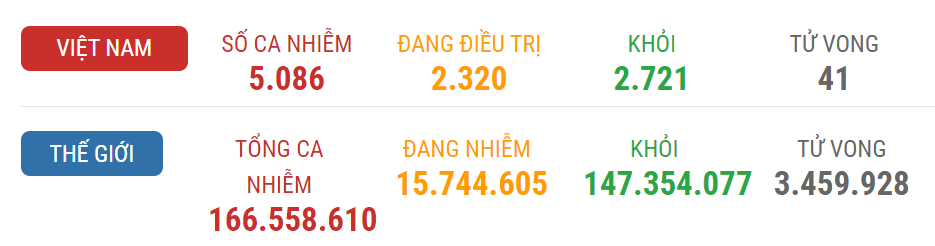 VIỆT NAM
SỐ CA NHIỄM
ĐANG ĐIỀU TRỊ
KHỎI
TỬ VONG
5.086
2.320
2.721
41
THẾ GIỚI
TỔNG CA
NHIỄM
ĐANG NHIỄM
KHỎI
TỬ VONG
166.558.610
15.744.605
147.354.077
3.459.928